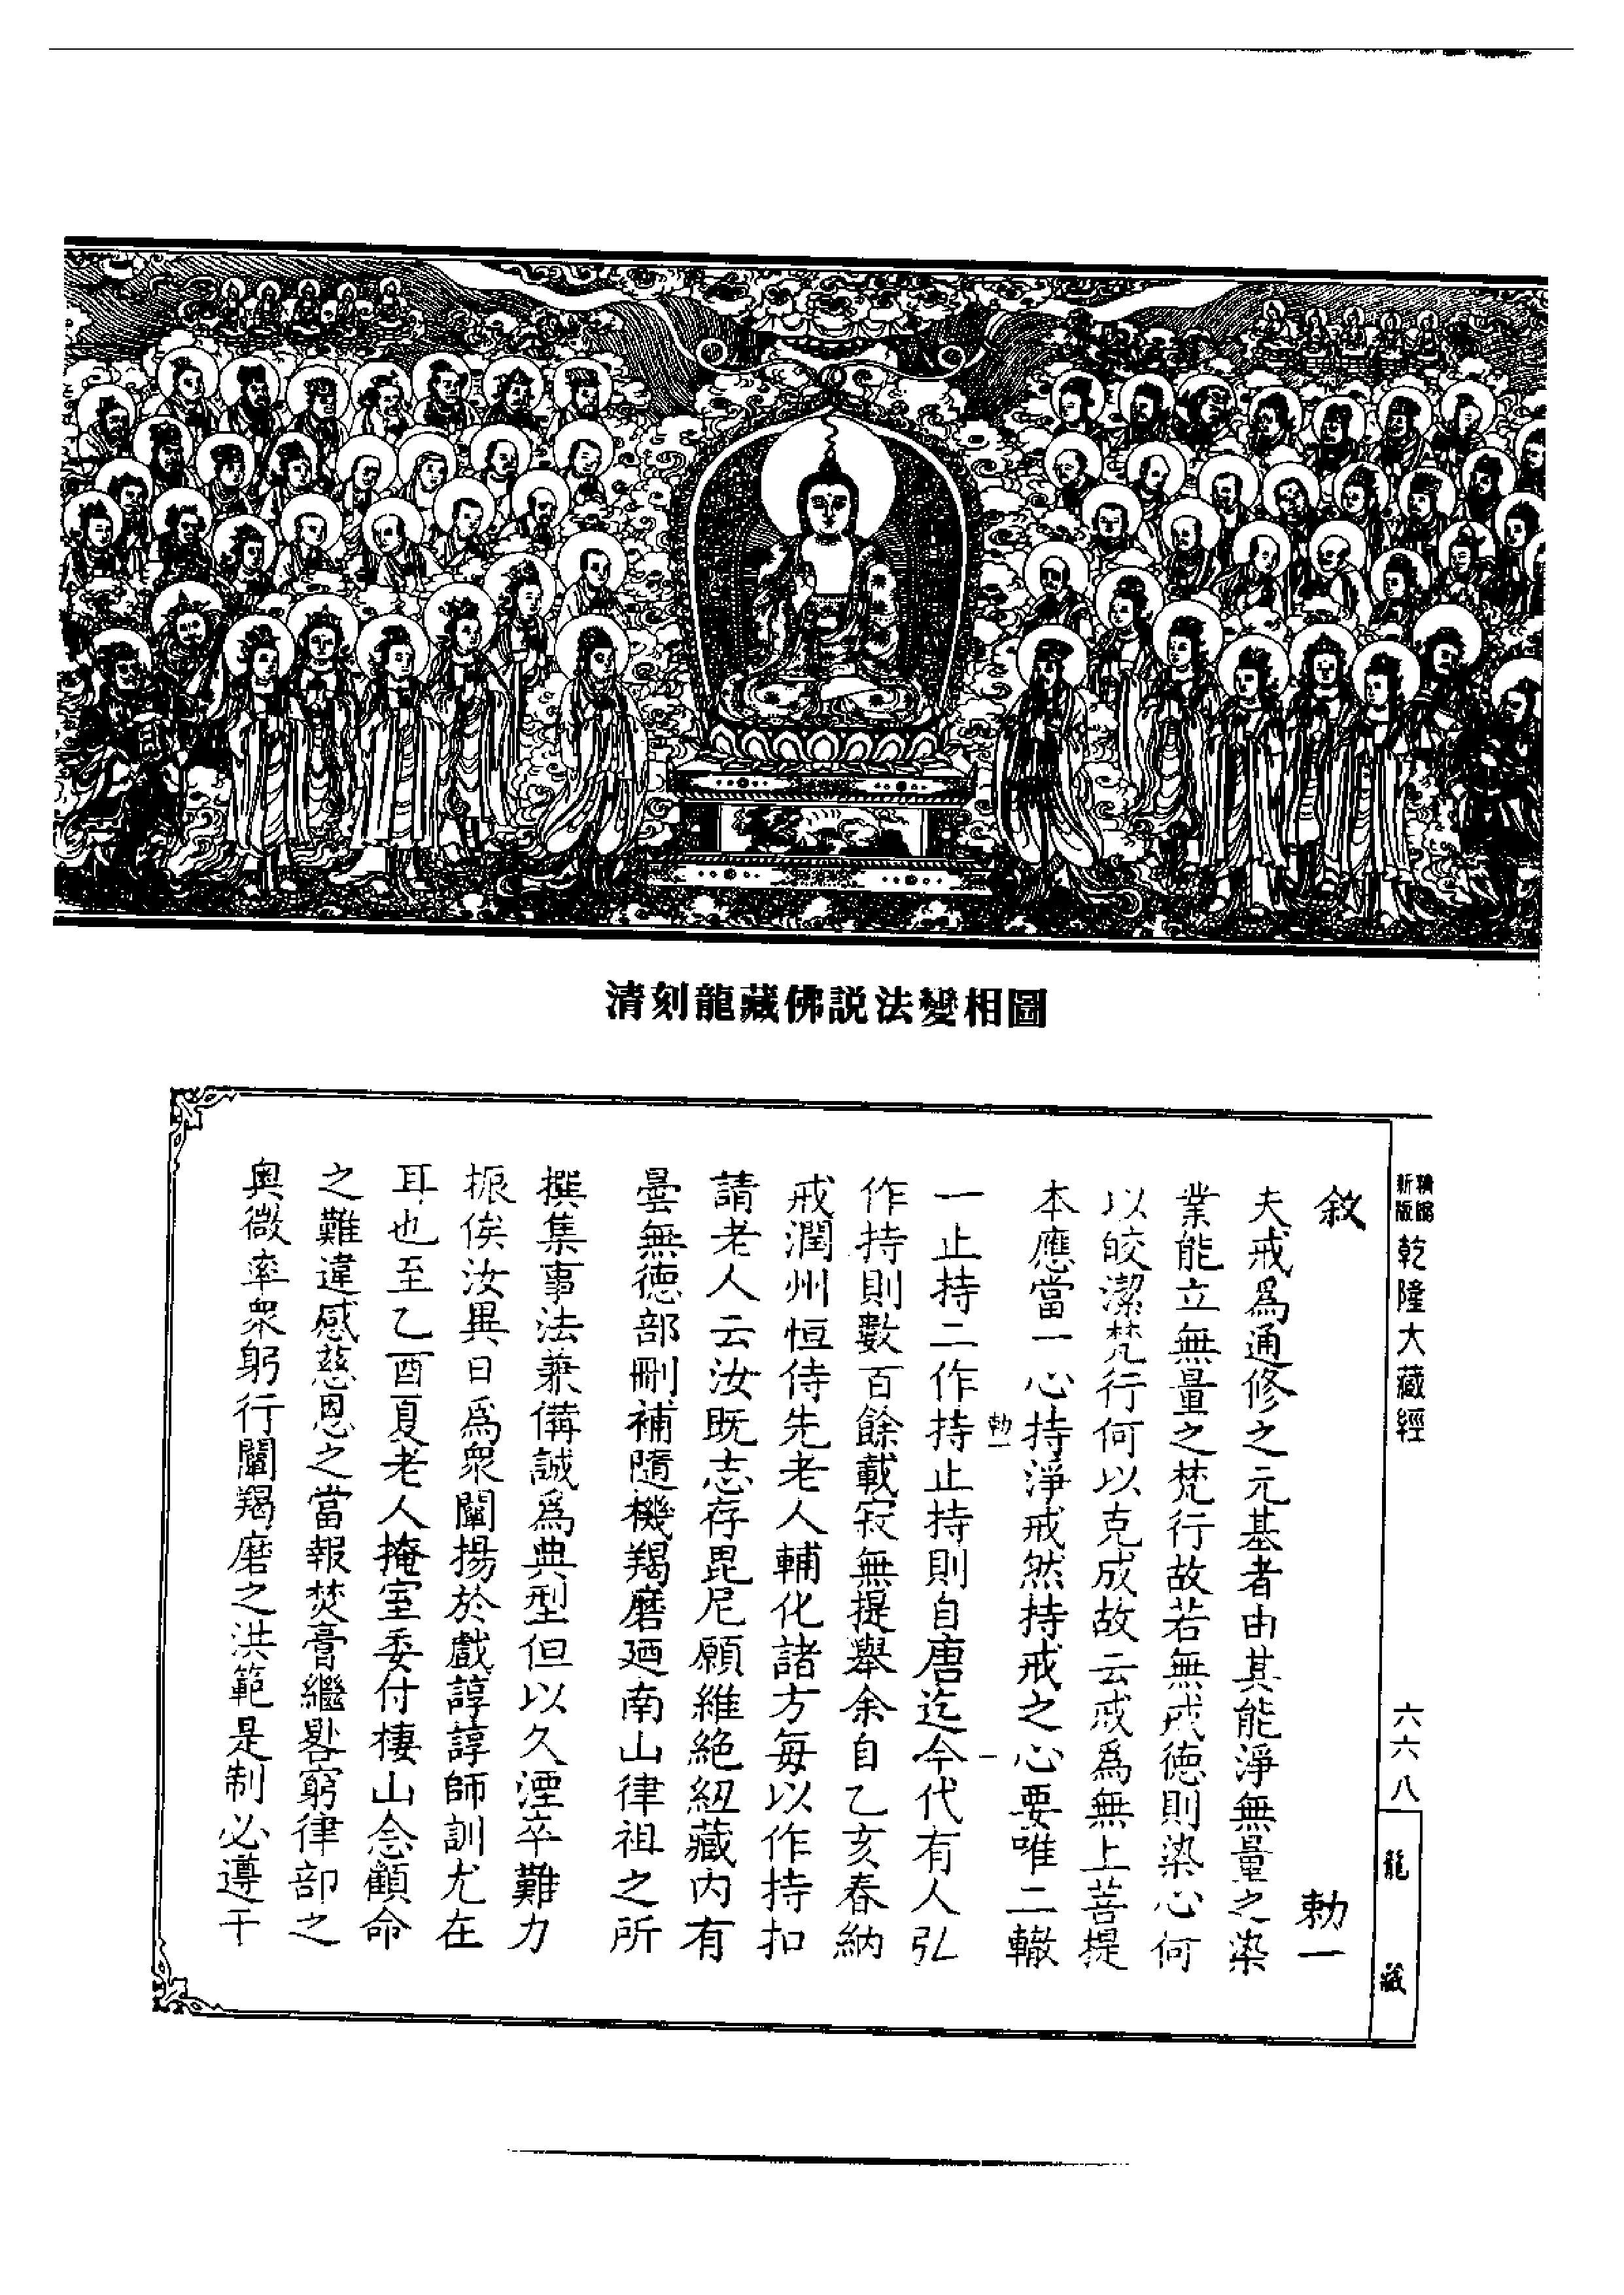 清刻龍藏佛説法變相圖
新版
乾隆大藏經
六六八
龍藏
敘
勅一
夫戒爲通修之元基者由其能淨無量之染
業能立無量之梵行故若無戒徳則染心何
以皎潔梵行何以克成故云戒爲無上菩提
本應當一心持淨戒然持戒之心要唯二轍
勅一
一
一止持二作持止持則自唐迄今代有人弘
作持則數百餘載寂無提舉余自乙亥春納
戒潤州恒侍先老人輔化諸方每以作持扣
請老人云汝既志存毘尼願維絶紐藏内有
曇無徳部刪補隨機羯磨廼南山律祖之所
撰集事法兼備誠爲典型但以久湮卒難力
振俟汝異日爲眾闡揚於戲諄諄師訓尤在
耳也至乙酉夏老人掩室委付棲山念顧命
之難違感慈恩之當報焚膏繼晷窮律部之
奥微率眾躬行闡羯磨之洪範是制必遵干